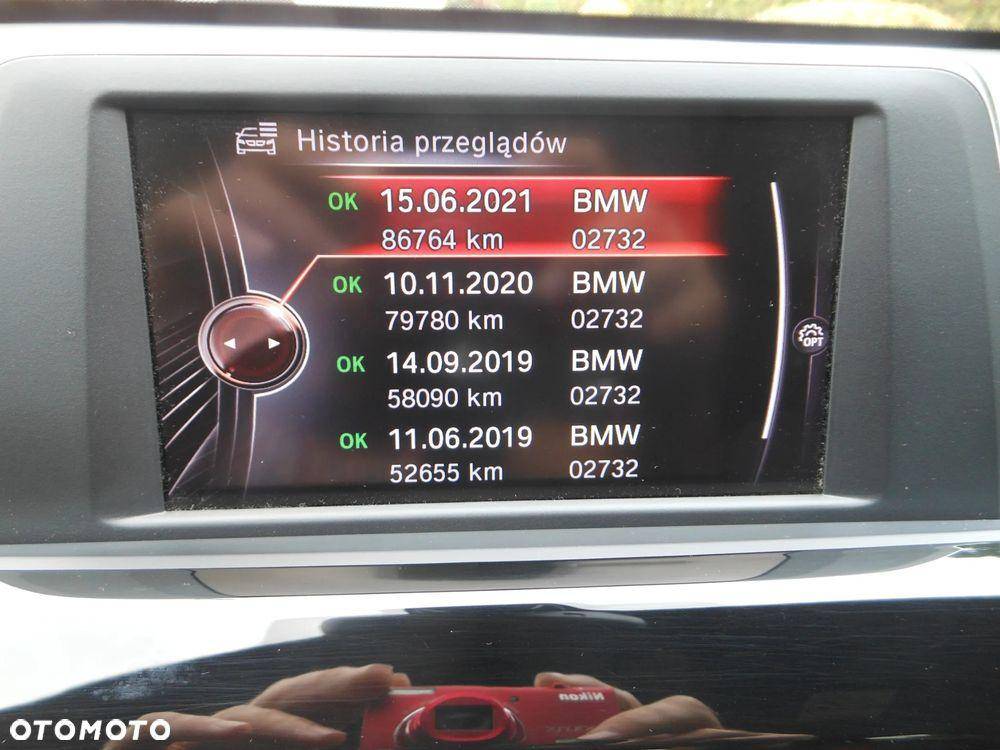 Historia przeglądów
OK 15.06.2021 BMW
86764 km 02732
OK 10.11.2020 BMW
79780 km 02732
OPT
OK 14.09.2019 BMW
58090 km 02732
OK 11.06.2019 BMW
52655 km 02732
Nikon
OTOMOTO